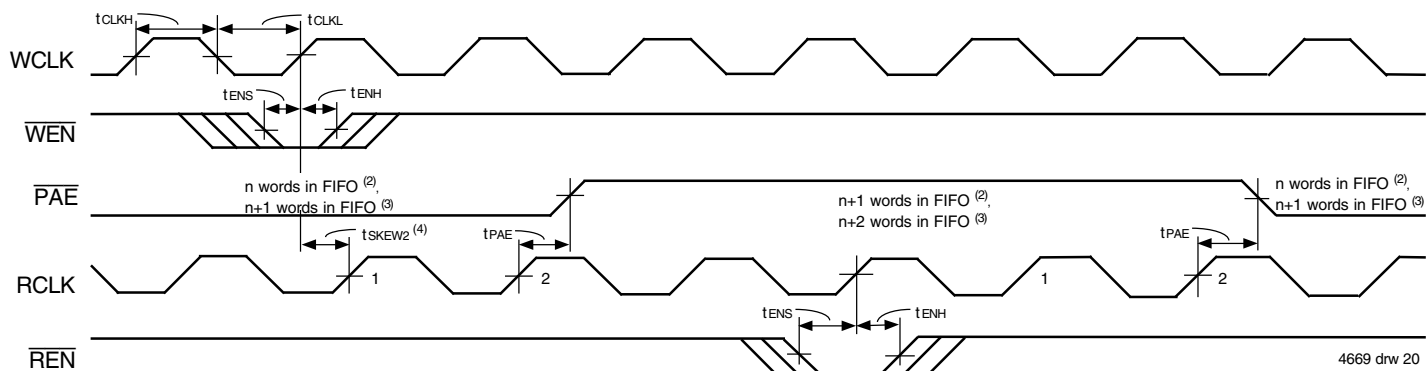 tCLKH tCLKL
WCLK
tENS tENH
WEN
PAE
n words in FIFO (2),
n+1 words in FIFO (3)
n+1 words in FIFO (2),
n+2 words in FIFO (3)
n words in FIFO (2),
n+1 words in FIFO (3)
tSKEW2 (4) tPAE tPAE
RCLK 1 2 1 2
tENS tENH
REN
4669 drw 20